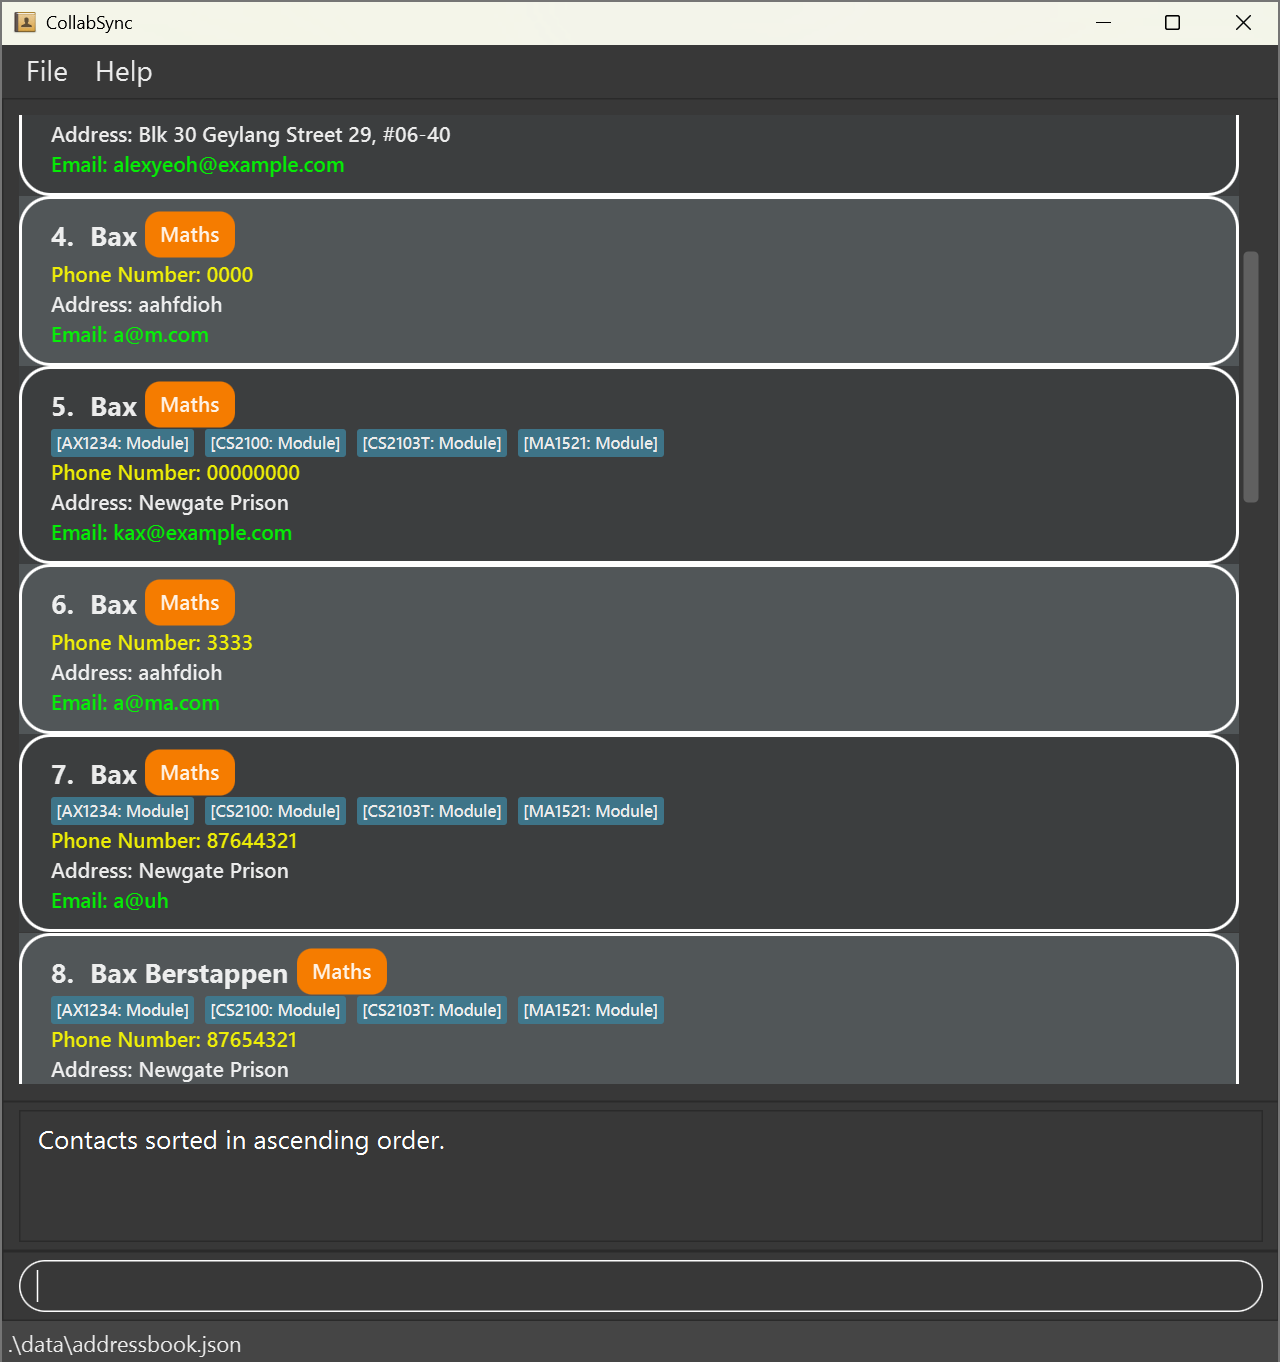 CollabSync
File Help
Address: Blk 30 Geylang Street 29, #06-40
Email: alexyeoh@example.com
4. Bax Maths
Phone Number: 0000
Address: aahfdioh
Email: a@m.com
5. Bax Maths
[AX1234: Module] [CS2100: Module] [CS2103T: Module] [MA1521: Module]
Phone Number: 00000000
Address: Newgate Prison
Email: kax@example.com
6. Bax Maths
Phone Number: 3333
Address: aahfdioh
Email: a@ma.com
7. Bax Maths
[AX1234: Module] [CS2100: Module] [CS2103T: Module] [MA1521: Module]
Phone Number: 87644321
Address: Newgate Prison
Email: a@uh
8. Bax Berstappen Maths
[AX1234: Module] [CS2100: Module] [CS2103T: Module] [MA1521: Module]
Phone Number: 87654321
Address: Newgate Prison
Contacts sorted in ascending order.
.\data\addressbook.json